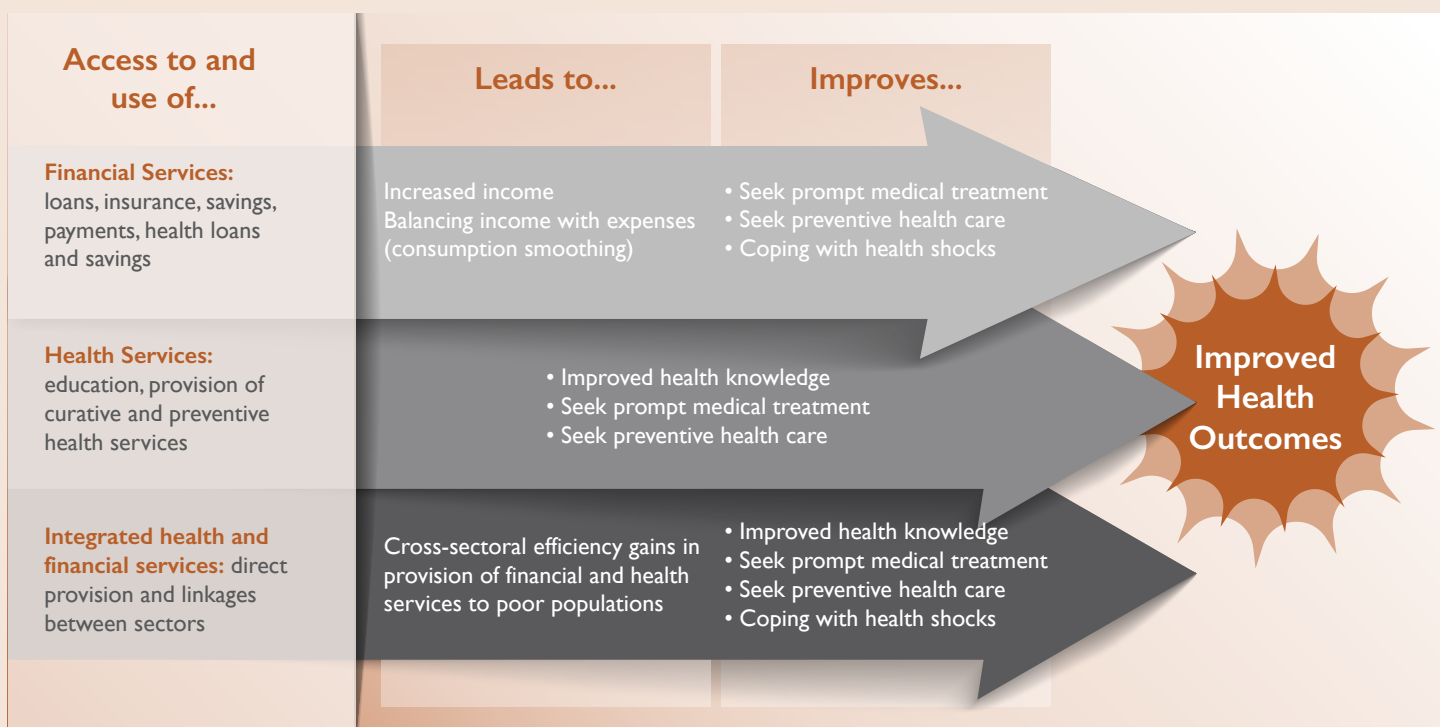 Access to and
use of...
Leads to...
Improves...
Financial Services:
loans, insurance, savings,
payments, health loans
and savings
Increased income
Balancing income with expenses
(consumption smoothing)
• Seek prompt medical treatment
• Seek preventive health care
• Coping with health shocks
Health Services:
education, provision of
curative and preventive
health services
• Improved health knowledge
• Seek prompt medical treatment
• Seek preventive health care
Integrated health and
financial services: direct
provision and linkages
between sectors
Cross-sectoral efficiency gains in
provision of financial and health
services to poor populations
• Improved health knowledge
• Seek prompt medical treatment
• Seek preventive health care
• Coping with health shocks
Improved
Health
Outcomes